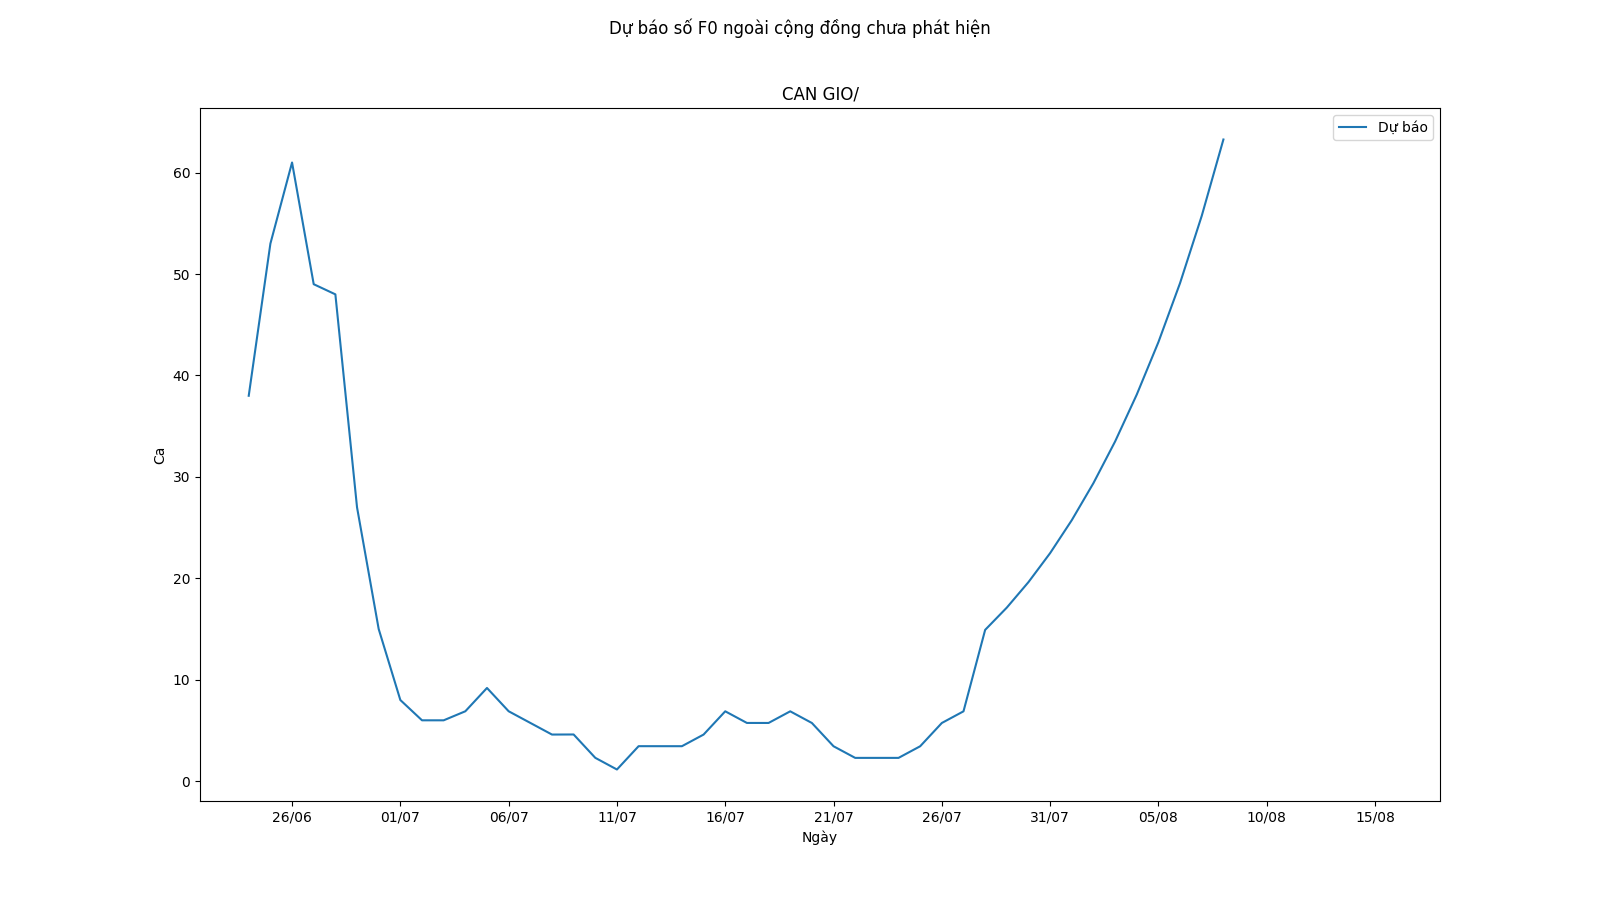 Dự báo số F0 ngoài cộng đồng chưa phát hiện
CAN GIO/
Dự báo
60
50
40
30
20
10
0
Ca
26/06 01/07 06/07 11/07 16/07 21/07 26/07 31/07 05/08 10/08 15/08
Ngày